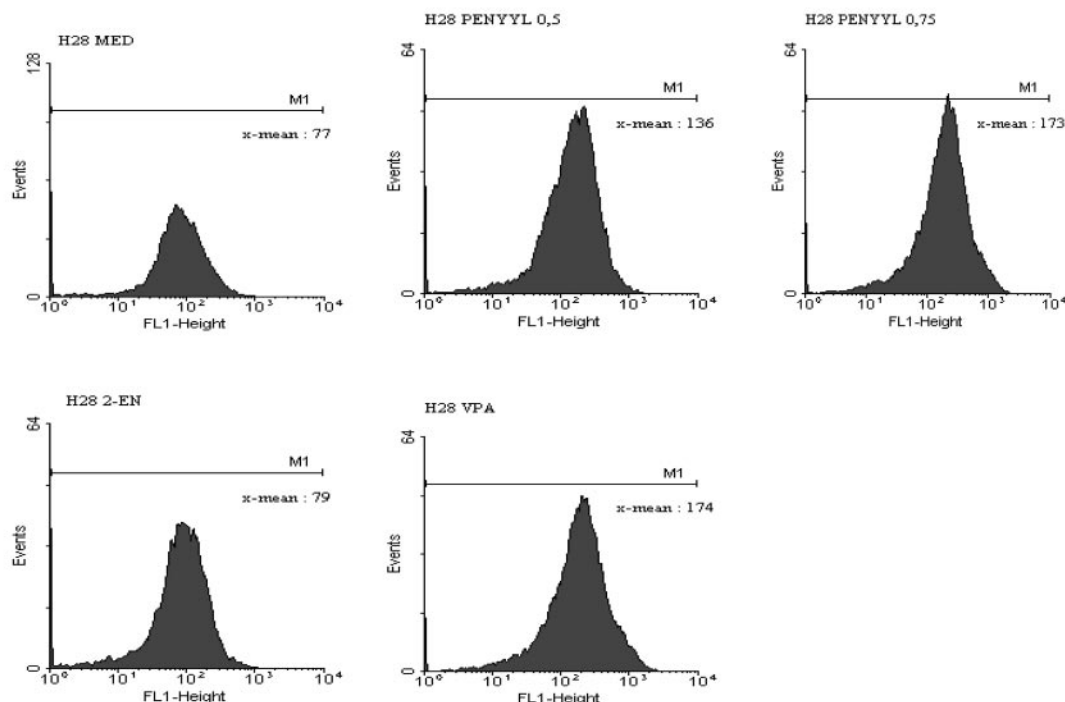 H28 MED
128
M1
x-mean : 77
Events
0
10⁰ 10¹ 10² 10³ 10⁴
FL1-Height
H28 PENYYL 0,5
64
M1
x-mean : 136
Events
0
10⁰ 10¹ 10² 10³ 10⁴
FL1-Height
H28 PENYYL 0,75
64
M1
x-mean : 173
Events
0
10⁰ 10¹ 10² 10³ 10⁴
FL1-Height
H28 2-EN
64
M1
x-mean : 79
Events
0
10⁰ 10¹ 10² 10³ 10⁴
FL1-Height
H28 VPA
64
M1
x-mean : 174
Events
0
10⁰ 10¹ 10² 10³ 10⁴
FL1-Height